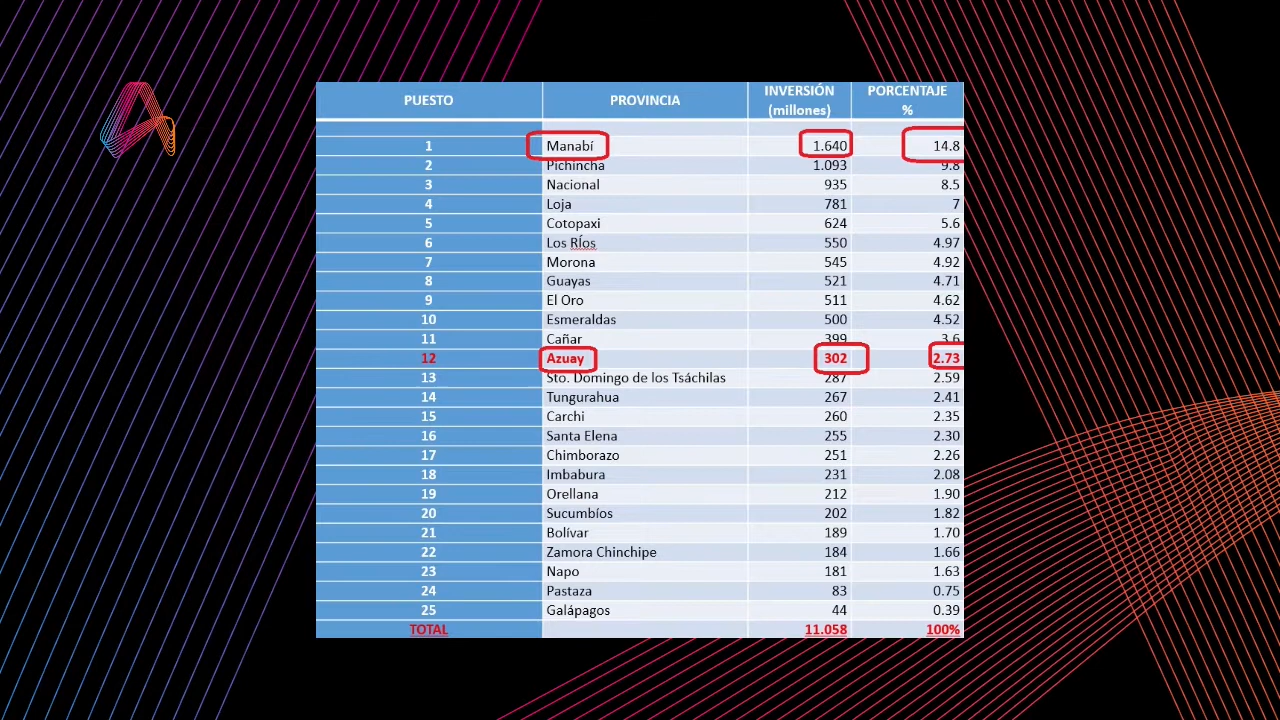 PUESTO PROVINCIA INVERSIÓN (millones) PORCENTAJE %
1 Manabí 1.640 14.8
2 Pichincha 1.093 9.8
3 Nacional 935 8.5
4 Loja 781 7
5 Cotopaxi 624 5.6
6 Los RÍos 550 4.97
7 Morona 545 4.92
8 Guayas 521 4.71
9 El Oro 511 4.62
10 Esmeraldas 500 4.52
11 Cañar 399 3.6
12 Azuay 302 2.73
13 Sto. Domingo de los Tsáchilas 287 2.59
14 Tungurahua 267 2.41
15 Carchi 260 2.35
16 Santa Elena 255 2.30
17 Chimborazo 251 2.26
18 Imbabura 231 2.08
19 Orellana 212 1.90
20 Sucumbíos 202 1.82
21 Bolívar 189 1.70
22 Zamora Chinchipe 184 1.66
23 Napo 181 1.63
24 Pastaza 83 0.75
25 Galápagos 44 0.39
TOTAL 11.058 100%